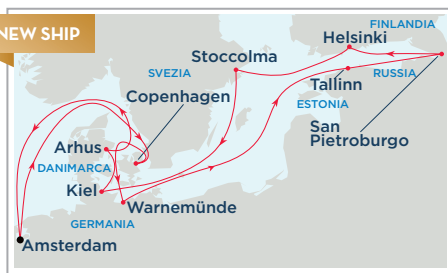 NEW SHIP
FINLANDIA
Helsinki
Stoccolma
SVEZIA
RUSSIA
Copenhagen
Tallinn
ESTONIA
San
Pietroburgo
Arhus
DANIMARCA
Kiel
Warnemünde
GERMANIA
Amsterdam